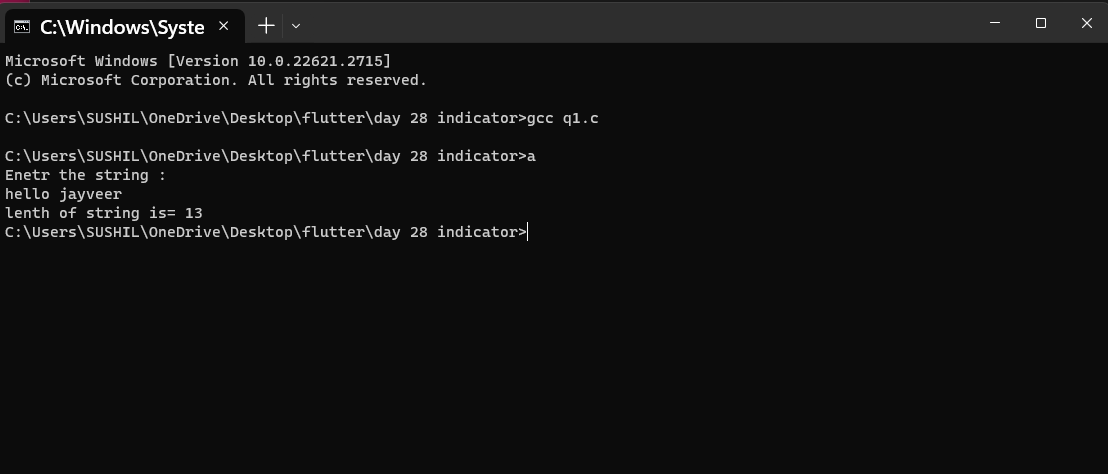 C:\Windows\Syste
Microsoft Windows [Version 10.0.22621.2715]
(c) Microsoft Corporation. All rights reserved.
C:\Users\SUSHIL\OneDrive\Desktop\flutter\day 28 indicator>gcc q1.c
C:\Users\SUSHIL\OneDrive\Desktop\flutter\day 28 indicator>a
Enetr the string :
hello jayveer
lenth of string is= 13
C:\Users\SUSHIL\OneDrive\Desktop\flutter\day 28 indicator>